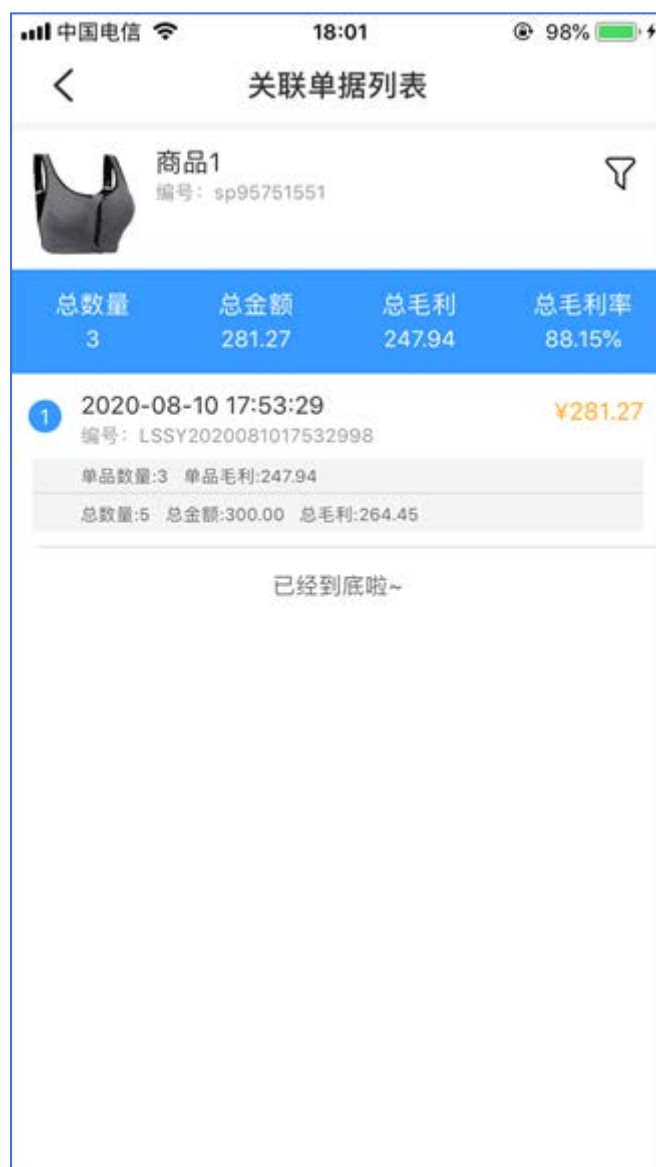 中国电信 18:01 98%
关联单据列表
商品1
编号：sp95751551
总数量 总金额 总毛利 总毛利率
3 281.27 247.94 88.15%
1 2020-08-10 17:53:29 ¥281.27
编号：LSSY2020081017532998
单品数量:3 单品毛利:247.94
总数量:5 总金额:300.00 总毛利:264.45
已经到底啦~